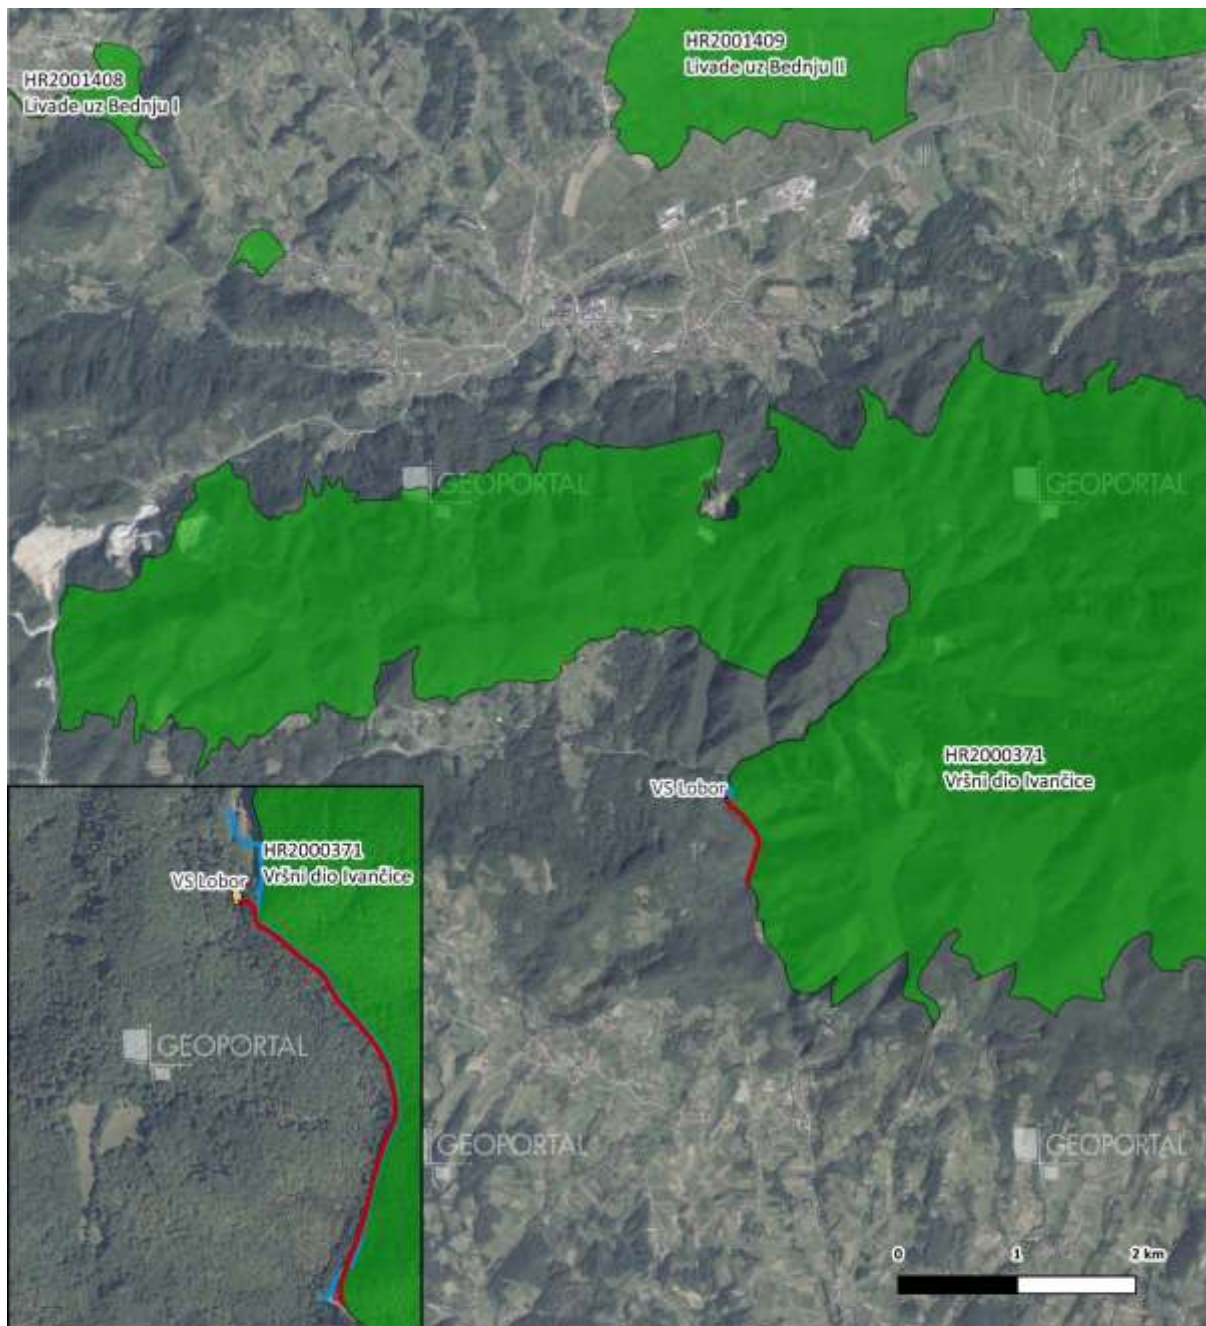 HR2001409
Livade uz Bednju II
HR2001408
Livade uz Bednju I
GEOPORTAL
GEOPORTAL
HR2000371
Vršni dio Ivančice
VS Lobor
HR2000371
Vršni dio Ivančice
VS Lobor
GEOPORTAL
GEOPORTAL
GEOPORTAL
0 1 2 km